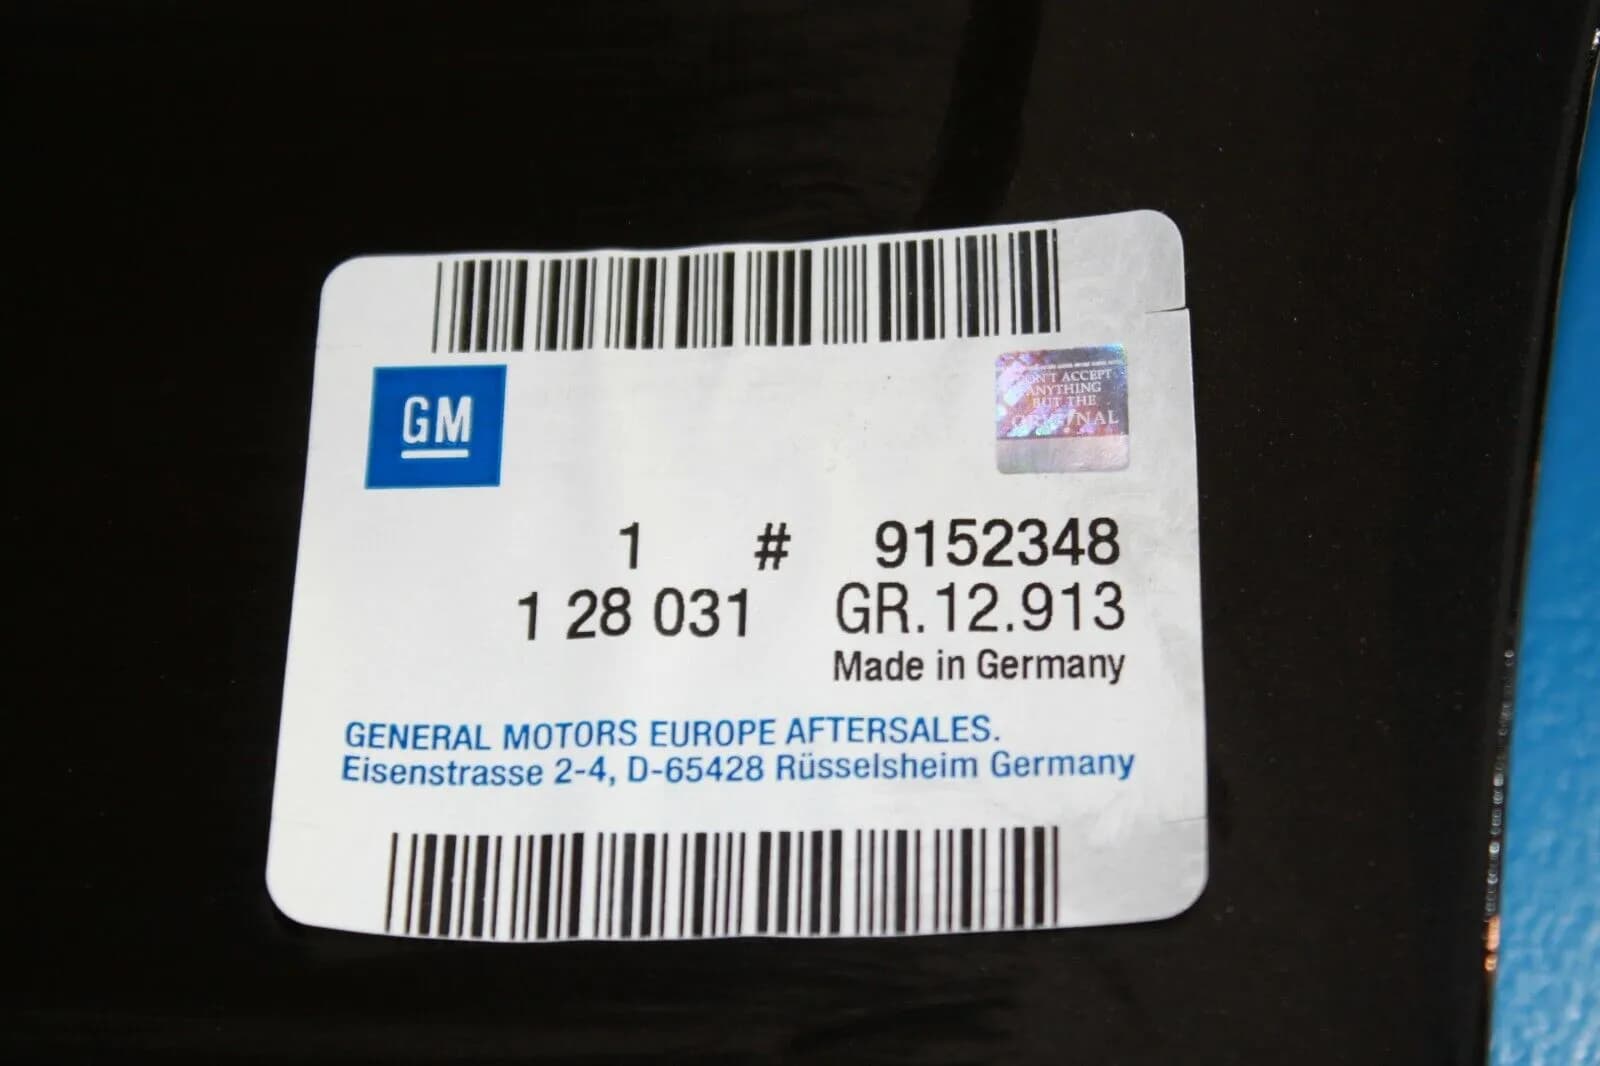 GM
DON'T ACCEPT
ANYTHING
BUT THE
ORIGINAL
1 # 9152348
1 28 031 GR.12.913
Made in Germany
GENERAL MOTORS EUROPE AFTERSALES.
Eisenstrasse 2-4, D-65428 Rüsselsheim Germany